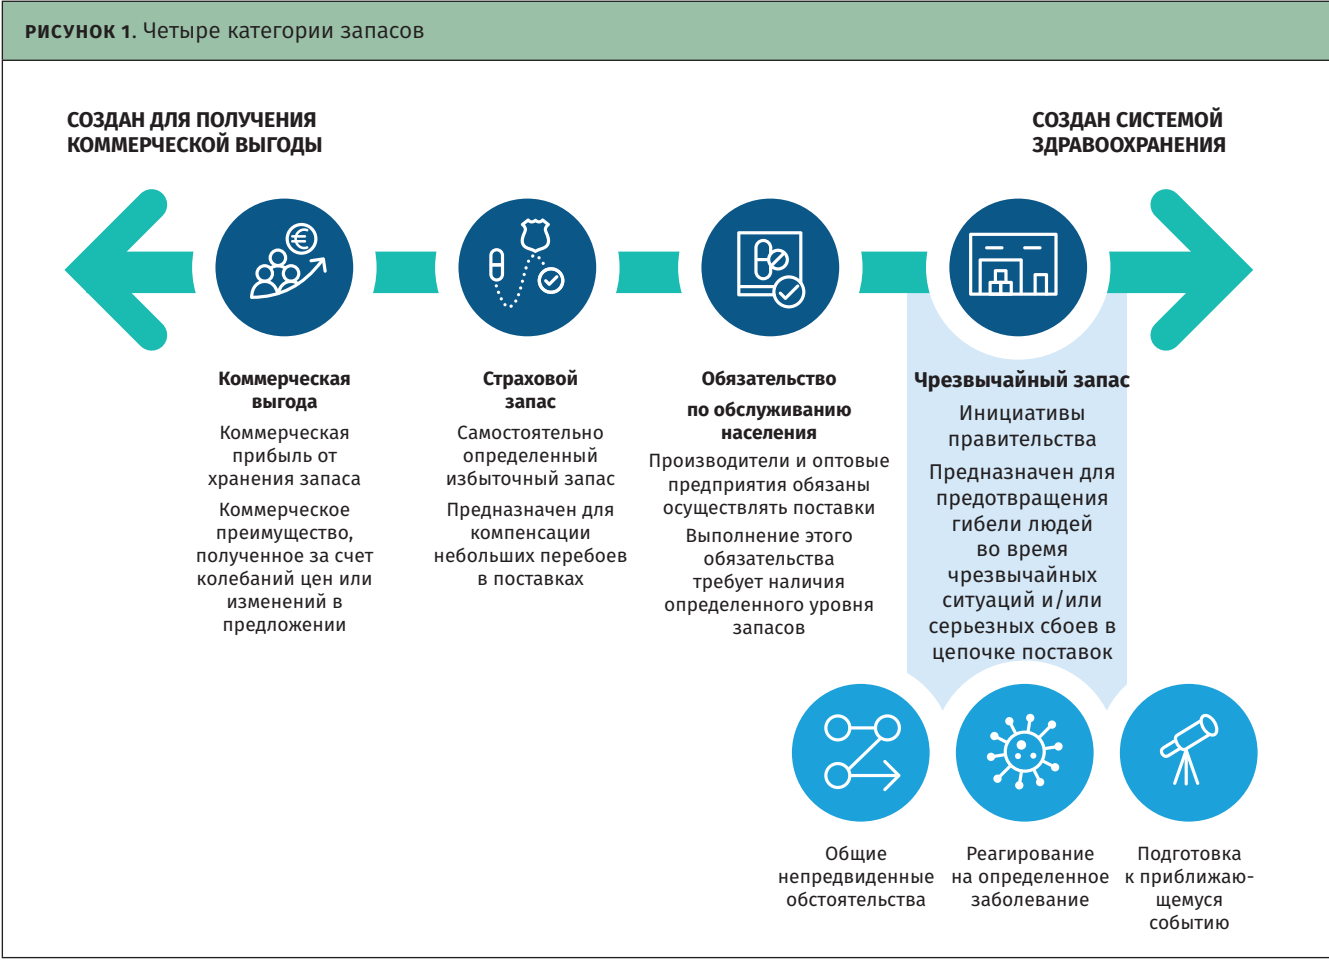 РИСУНОК 1. Четыре категории запасов
СОЗДАН ДЛЯ ПОЛУЧЕНИЯ
КОММЕРЧЕСКОЙ ВЫГОДЫ
СОЗДАН СИСТЕМОЙ
ЗДРАВООХРАНЕНИЯ
€
Коммерческая
выгода
Коммерческая
прибыль от
хранения запаса
Коммерческое
преимущество,
полученное за счет
колебаний цен или
изменений в
предложении
Страховой
запас
Самостоятельно
определенный
избыточный запас
Предназначен для
компенсации
небольших перебоев
в поставках
Обязательство
по обслуживанию
населения
Производители и оптовые
предприятия обязаны
осуществлять поставки
Выполнение этого
обязательства
требует наличия
определенного уровня
запасов
Чрезвычайный запас
Инициативы
правительства
Предназначен для
предотвращения
гибели людей
во время
чрезвычайных
ситуаций и/или
серьезных сбоев в
цепочке поставок
Общие
непредвиденные
обстоятельства
Реагирование
на определенное
заболевание
Подготовка
к приближаю-
щемуся
событию